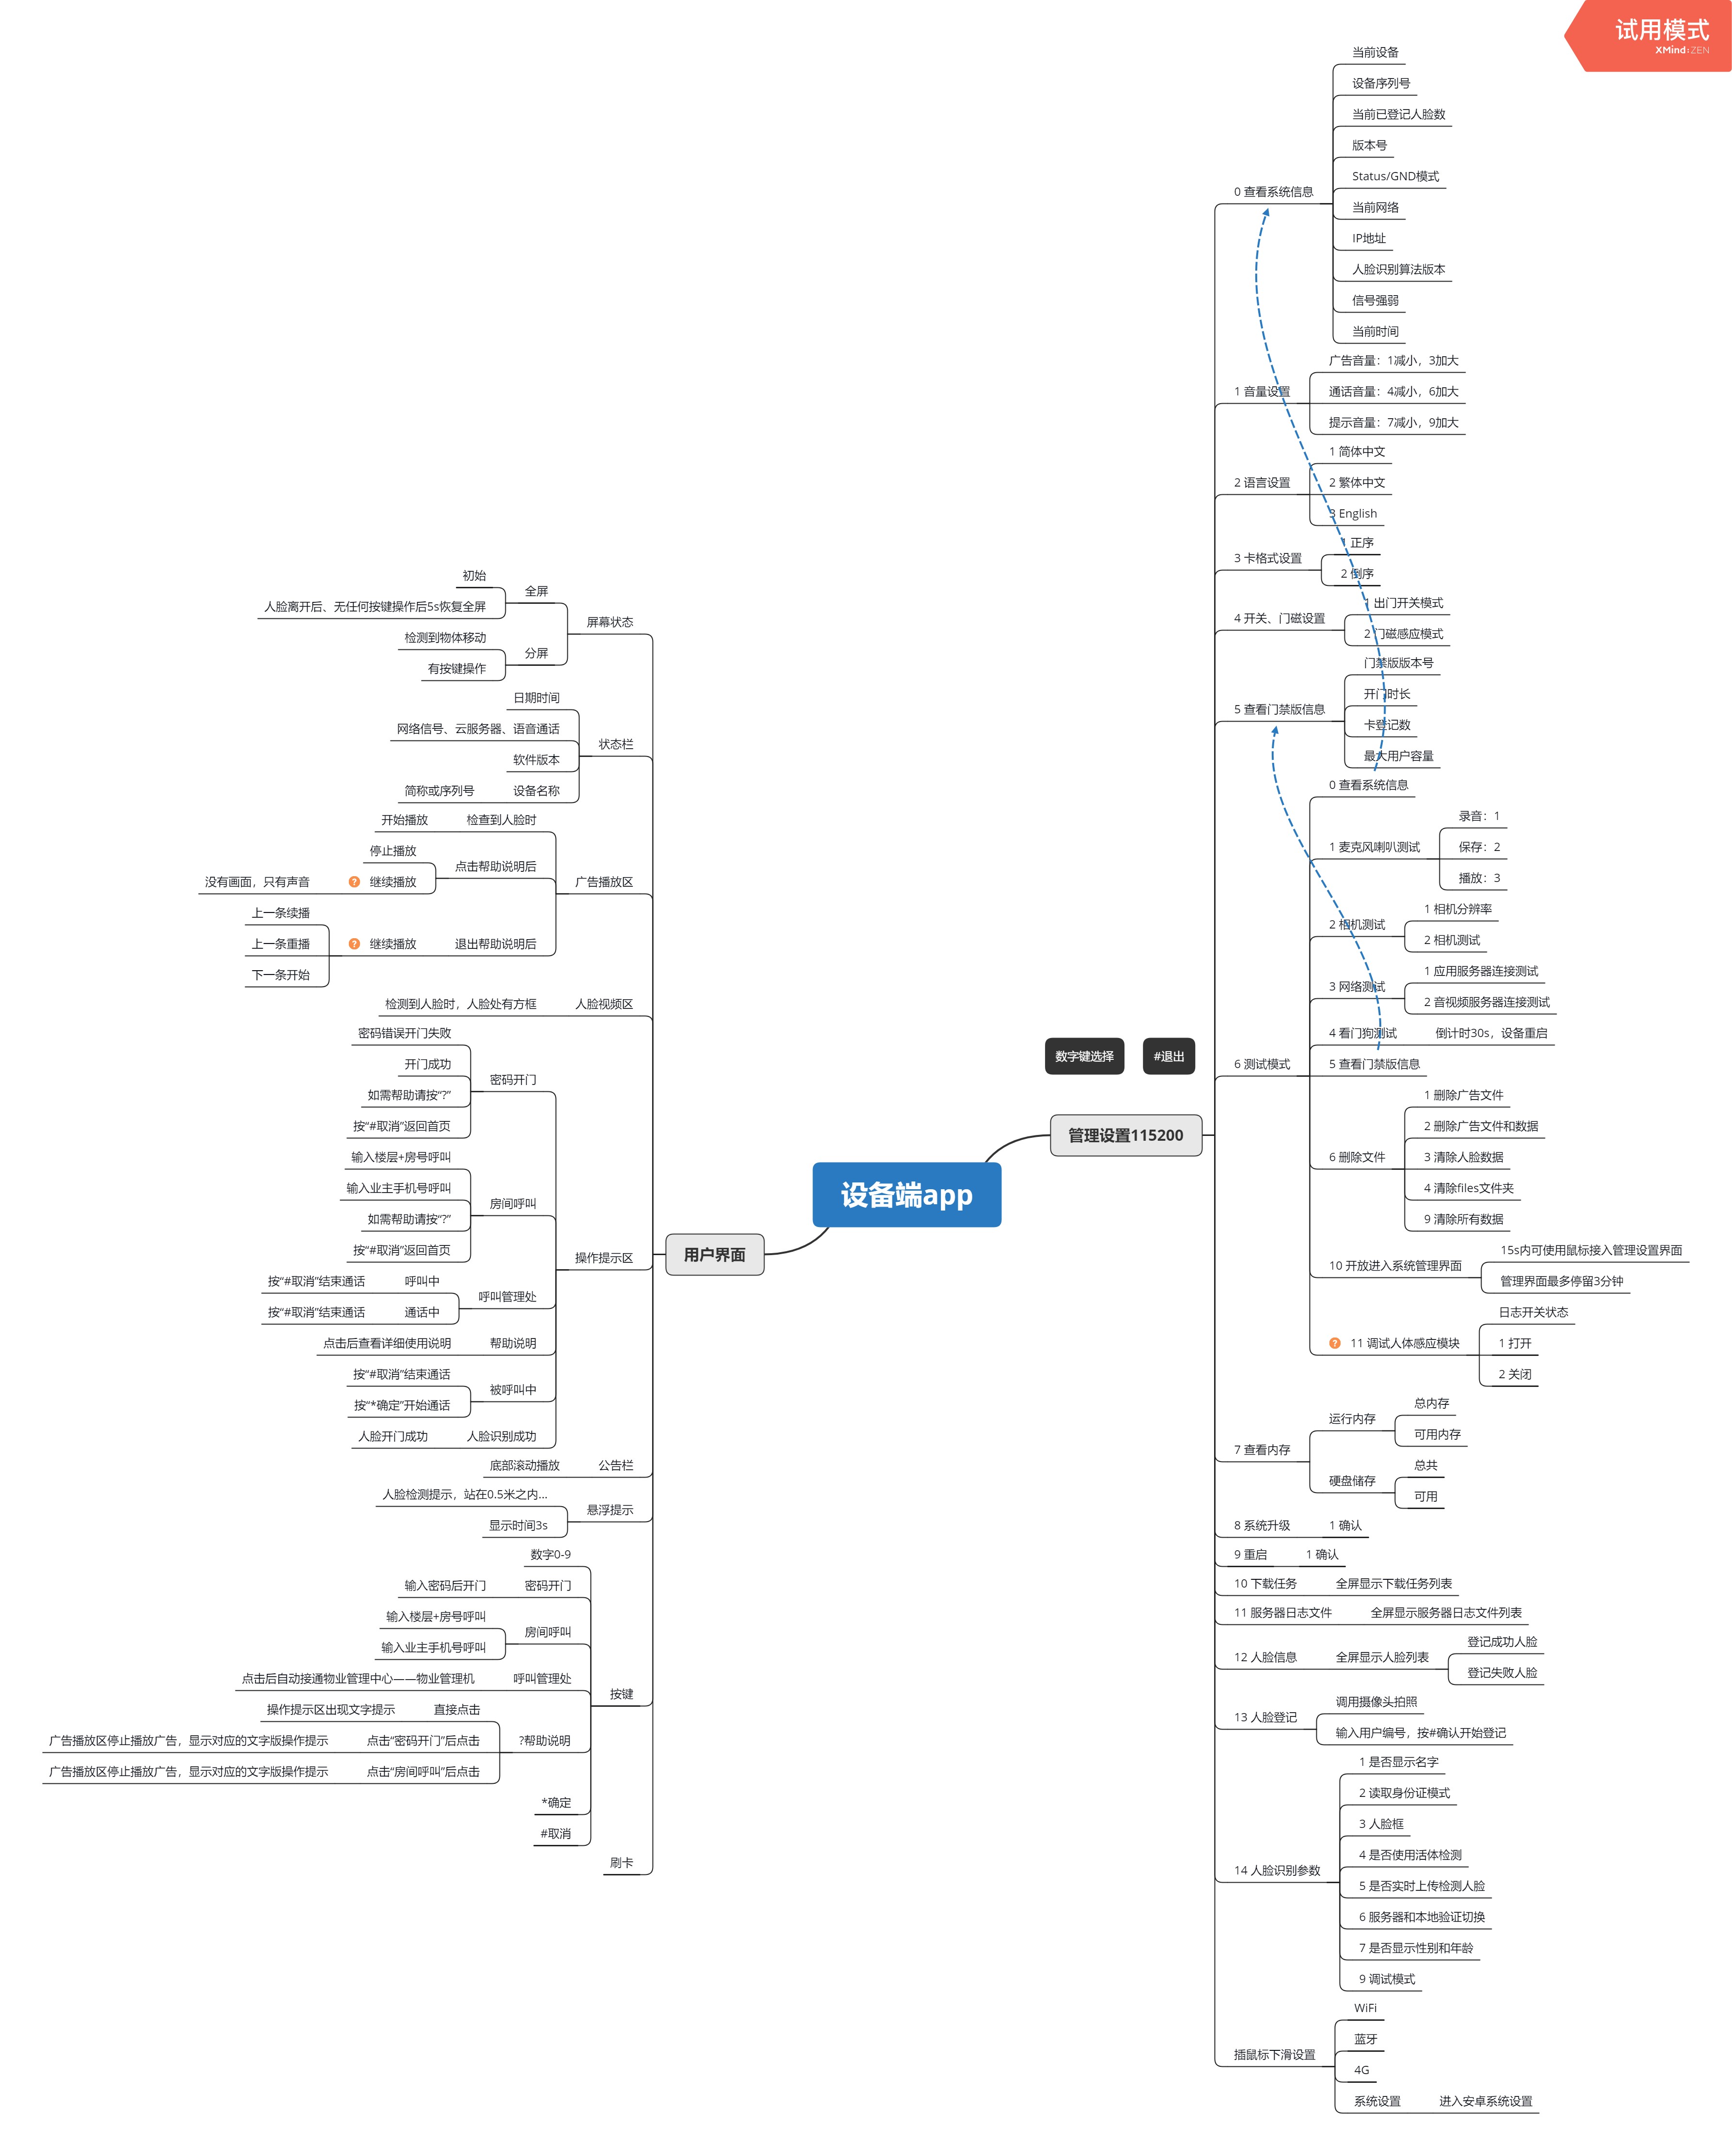 试用模式
XMind:ZEN
设备端app
管理设置115200
数字键选择
#退出
0 查看系统信息
当前设备
设备序列号
当前已登记人脸数
版本号
Status/GND模式
当前网络
IP地址
人脸识别算法版本
信号强弱
当前时间
1 音量设置
广告音量：1减小，3加大
通话音量：4减小，6加大
提示音量：7减小，9加大
2 语言设置
1 简体中文
2 繁体中文
3 English
3 卡格式设置
1 正序
2 倒序
4 开关、门磁设置
1 出门开关模式
2 门磁感应模式
5 查看门禁版信息
门禁版版本号
开门时长
卡登记数
最大用户容量
6 测试模式
0 查看系统信息
1 麦克风喇叭测试
录音：1
保存：2
播放：3
2 相机测试
1 相机分辨率
2 相机测试
3 网络测试
1 应用服务器连接测试
2 音视频服务器连接测试
4 看门狗测试
倒计时30s，设备重启
5 查看门禁版信息
6 删除文件
1 删除广告文件
2 删除广告文件和数据
3 清除人脸数据
4 清除files文件夹
9 清除所有数据
10 开放进入系统管理界面
15s内可使用鼠标接入管理设置界面
管理界面最多停留3分钟
11 调试人体感应模块
日志开关状态
1 打开
2 关闭
7 查看内存
运行内存
总内存
可用内存
硬盘储存
总共
可用
8 系统升级
1 确认
9 重启
1 确认
10 下载任务
全屏显示下载任务列表
11 服务器日志文件
全屏显示服务器日志文件列表
12 人脸信息
全屏显示人脸列表
登记成功人脸
登记失败人脸
13 人脸登记
调用摄像头拍照
输入用户编号，按#确认开始登记
14 人脸识别参数
1 是否显示名字
2 读取身份证模式
3 人脸框
4 是否使用活体检测
5 是否实时上传检测人脸
6 服务器和本地验证切换
7 是否显示性别和年龄
9 调试模式
插鼠标下滑设置
WiFi
蓝牙
4G
系统设置
进入安卓系统设置
用户界面
屏幕状态
全屏
初始
人脸离开后、无任何按键操作后5s恢复全屏
分屏
检测到物体移动
有按键操作
状态栏
日期时间
网络信号、云服务器、语音通话
软件版本
设备名称
简称或序列号
广告播放区
检查到人脸时
开始播放
点击帮助说明后
停止播放
继续播放
没有画面，只有声音
退出帮助说明后
继续播放
上一条续播
上一条重播
下一条开始
人脸视频区
检测到人脸时，人脸处有方框
操作提示区
密码开门
密码错误开门失败
开门成功
如需帮助请按“?”
按“#取消”返回首页
房间呼叫
输入楼层+房号呼叫
输入业主手机号呼叫
如需帮助请按“?”
按“#取消”返回首页
呼叫管理处
呼叫中
按“#取消”结束通话
通话中
按“#取消”结束通话
帮助说明
点击后查看详细使用说明
被呼叫中
按“#取消”结束通话
按“*确定”开始通话
人脸识别成功
人脸开门成功
公告栏
底部滚动播放
悬浮提示
人脸检测提示，站在0.5米之内...
显示时间3s
按键
数字0-9
密码开门
输入密码后开门
房间呼叫
输入楼层+房号呼叫
输入业主手机号呼叫
呼叫管理处
点击后自动接通物业管理中心——物业管理机
?帮助说明
直接点击
操作提示区出现文字提示
点击“密码开门”后点击
广告播放区停止播放广告，显示对应的文字版操作提示
点击“房间呼叫”后点击
广告播放区停止播放广告，显示对应的文字版操作提示
*确定
#取消
刷卡